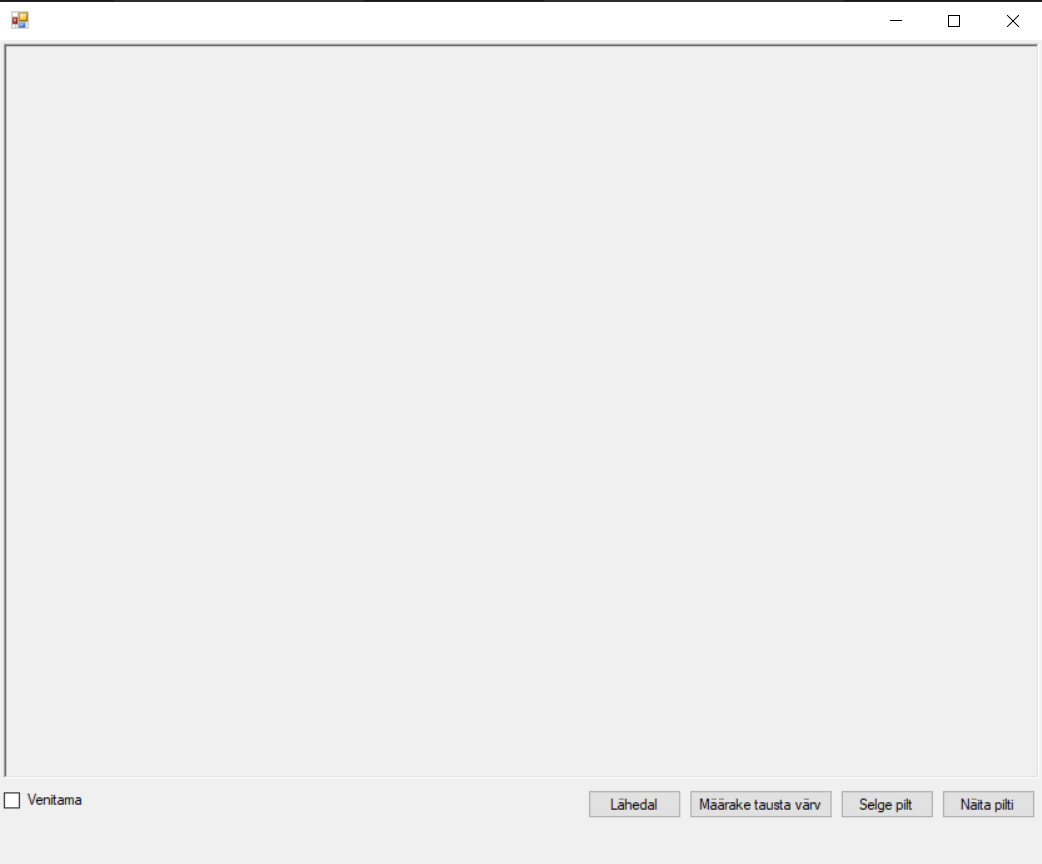 Venitama
Lähedal
Määrake tausta värv
Selge pilt
Näita pilti